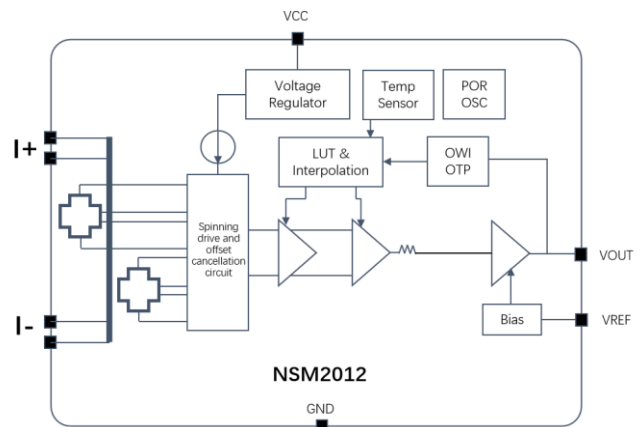 VCC
Voltage
Regulator
Temp
Sensor
POR
OSC
I+
LUT &
Interpolation
OWI
OTP
Spinning
drive and
offset
cancellation
circuit
VOUT
I-
Bias
VREF
NSM2012
GND